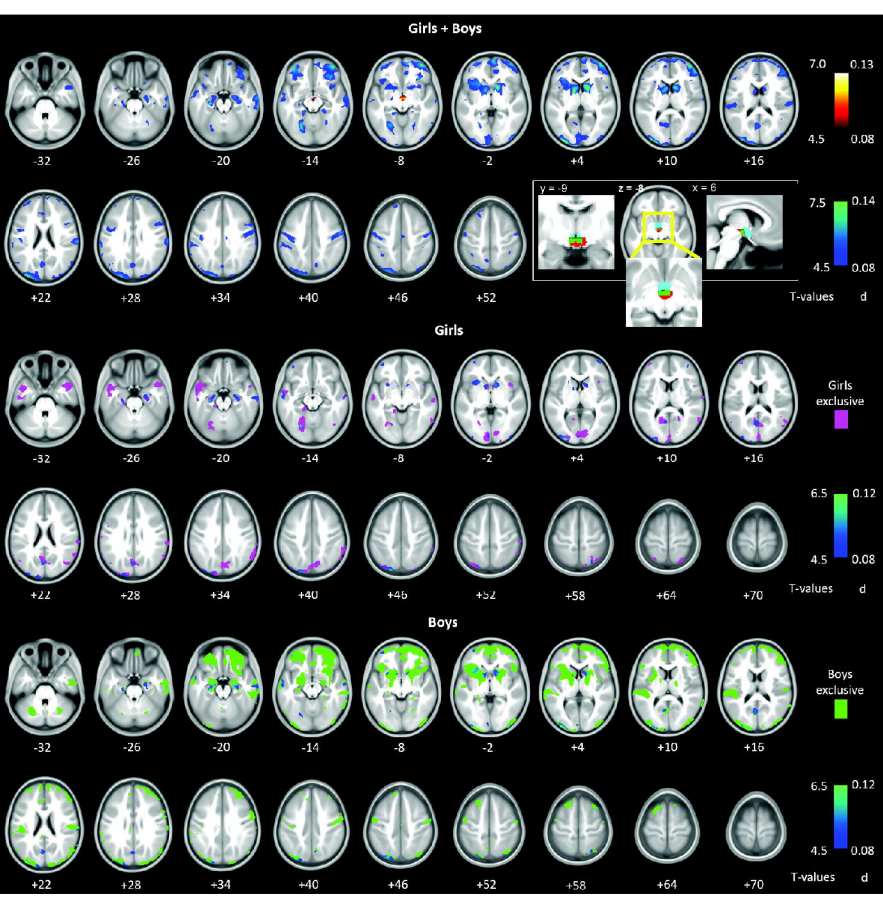 Girls + Boys
7.0 0.13
4.5 0.08
-32 -26 -20 -14 -8 -2 +4 +10 +16
y = -9 z = -8 x = 6
7.5 0.14
4.5 0.08
+22 +28 +34 +40 +46 +52 T-values d
Girls
Girls
exclusive
-32 -26 -20 -14 -8 -2 +4 +10 +16
6.5 0.12
4.5 0.08
+22 +28 +34 +40 +46 +52 +58 +64 +70 T-values d
Boys
Boys
exclusive
-32 -26 -20 -14 -8 -2 +4 +10 +16
6.5 0.12
4.5 0.08
+22 +28 +34 +40 +46 +52 +58 +64 +70 T-values d